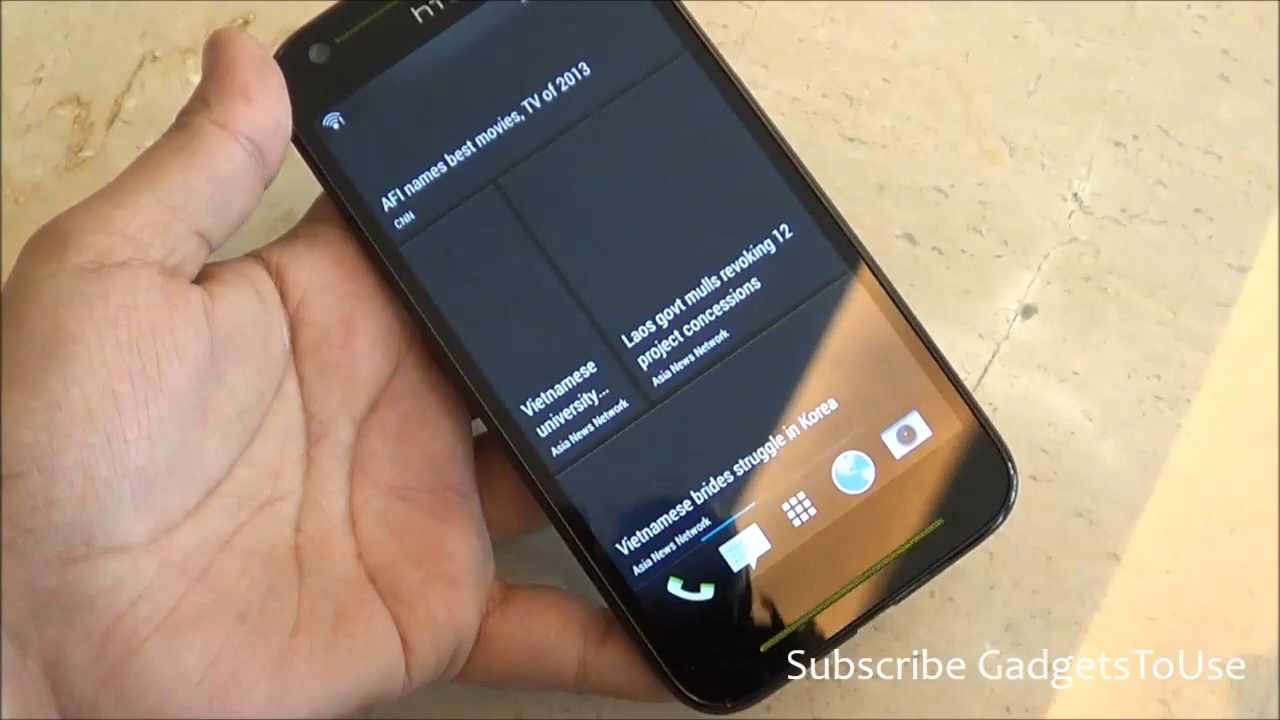 AFI names best movies, TV of 2013
CNN
Laos govt mulls revoking 12
project concessions
Asia News Network
Vietnamese
university...
Asia News Network
Vietnamese brides struggle in Korea
Asia News Network
Subscribe GadgetsToUse